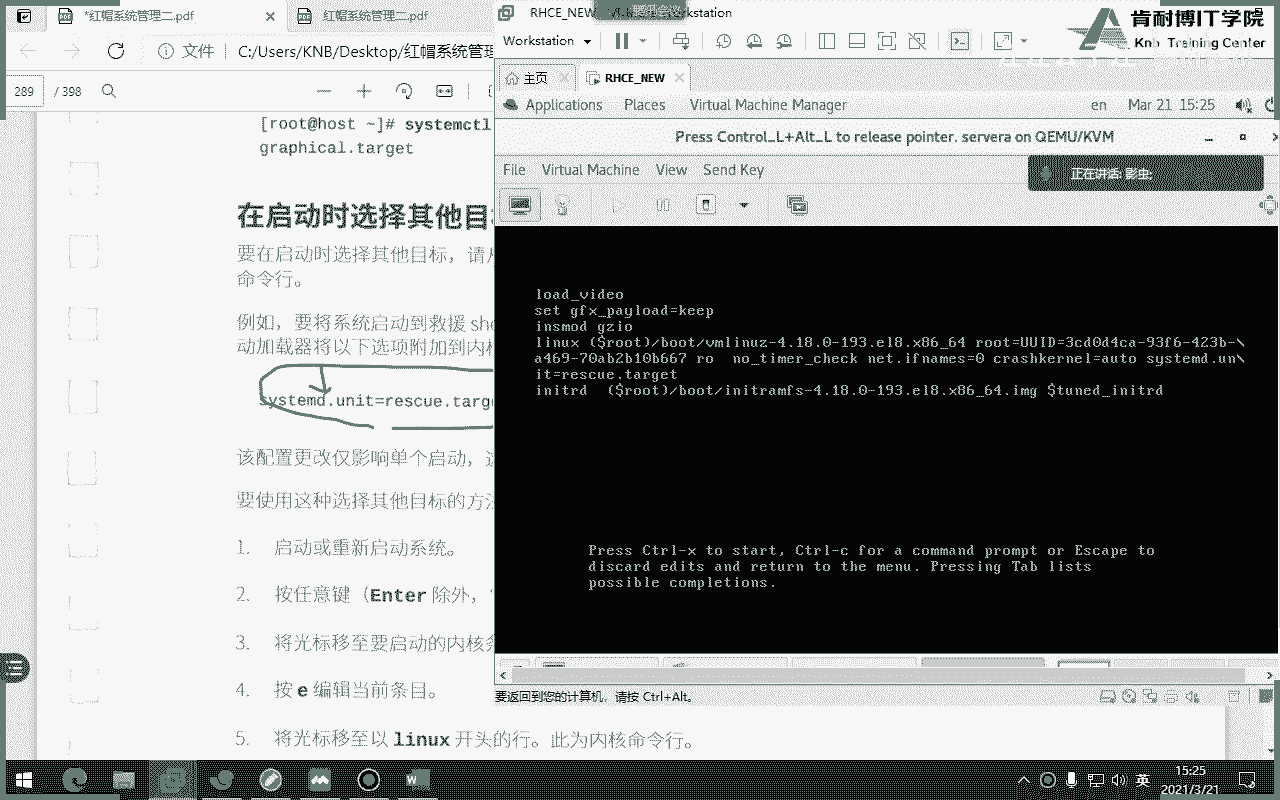 *红帽系统管理二.pdf
红帽系统管理二.pdf
文件
C:/Users/KNB/Desktop/红帽系统管理
289
/ 398
[root@host ~]# systemctl
graphical.target
在启动时选择其他目
要在启动时选择其他目标，请
命令行。
例如，要将系统启动到救援 she
动加载器将以下选项附加到内核
systemd.unit=rescue.targe
该配置更改仅影响单个启动，
要使用这种选择其他目标的方法
1. 启动或重新启动系统。
2. 按任意键（Enter 除外，
3. 将光标移至要启动的内核条
4. 按 e 编辑当前条目。
5. 将光标移至以 linux 开头的行。此为内核命令行。
RHCE_NEW
Workstation
腾讯会议
肯耐博IT学院
Knb Training Center
主页
RHCE_NEW
Applications Places Virtual Machine Manager
en Mar 21 15:25
Press Control_L+Alt_L to release pointer. servera on QEMU/KVM
File Virtual Machine View Send Key
正在讲话: 影虫;
load_video
set gfx_payload=keep
insmod gzio
linux ($root)/boot/vmlinuz-4.18.0-193.el8.x86_64 root=UUID=3cd0d4ca-93f6-423b-\
a469-70ab2b10b667 ro no_timer_check net.ifnames=0 crashkernel=auto systemd.un\
it=rescue.target
initrd ($root)/boot/initramfs-4.18.0-193.el8.x86_64.img $tuned_initrd
Press Ctrl-x to start, Ctrl-c for a command prompt or Escape to
discard edits and return to the menu. Pressing Tab lists
possible completions.
要返回到您的计算机，请按 Ctrl+Alt。
英
15:25
2021/3/21